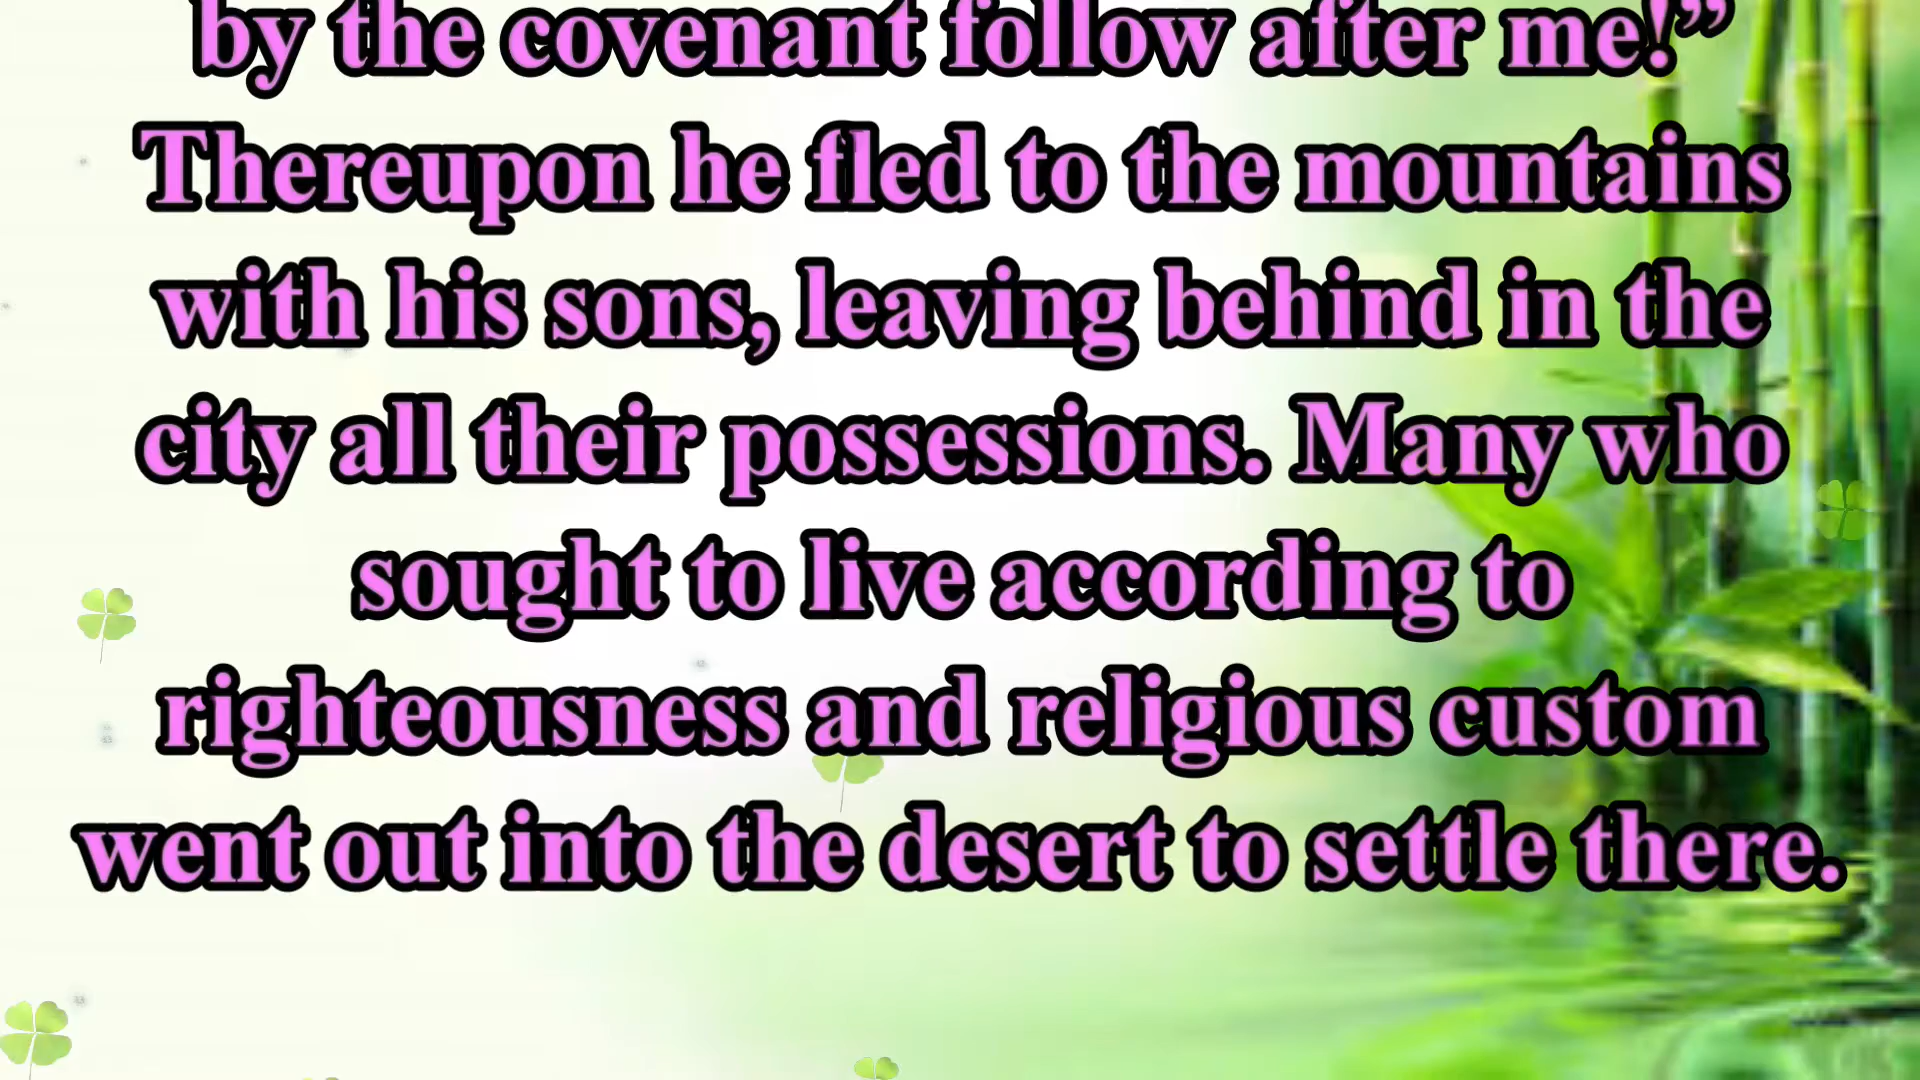 by the covenant follow after me!”
Thereupon he fled to the mountains
with his sons, leaving behind in the
city all their possessions. Many who
sought to live according to
righteousness and religious custom
went out into the desert to settle there.